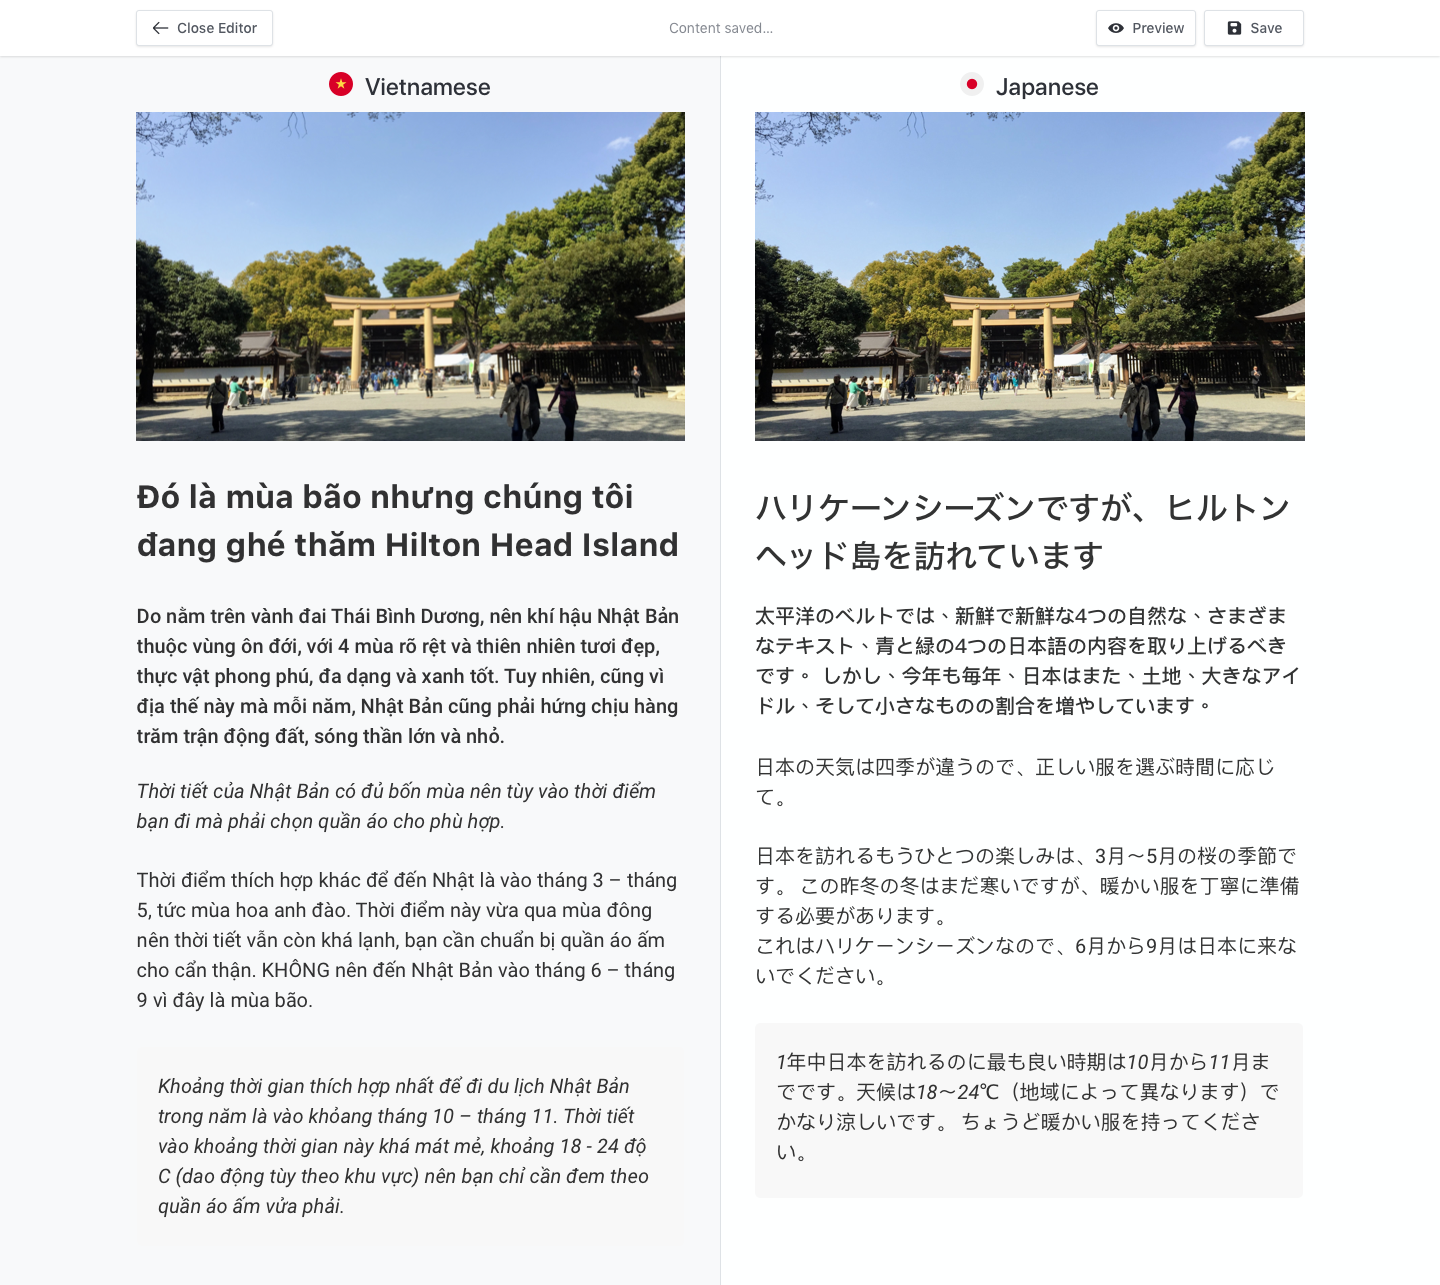 Close Editor
Content saved...
Preview
Save
Vietnamese
Đó là mùa bão nhưng chúng tôi
đang ghé thăm Hilton Head Island
Do nằm trên vành đai Thái Bình Dương, nên khí hậu Nhật Bản
thuộc vùng ôn đới, với 4 mùa rõ rệt và thiên nhiên tươi đẹp,
thực vật phong phú, đa dạng và xanh tốt. Tuy nhiên, cũng vì
địa thế này mà mỗi năm, Nhật Bản cũng phải hứng chịu hàng
trăm trận động đất, sóng thần lớn và nhỏ.
Thời tiết của Nhật Bản có đủ bốn mùa nên tùy vào thời điểm
bạn đi mà phải chọn quần áo cho phù hợp.
Thời điểm thích hợp khác để đến Nhật là vào tháng 3 – tháng
5, tức mùa hoa anh đào. Thời điểm này vừa qua mùa đông
nên thời tiết vẫn còn khá lạnh, bạn cần chuẩn bị quần áo ấm
cho cẩn thận. KHÔNG nên đến Nhật Bản vào tháng 6 – tháng
9 vì đây là mùa bão.
Khoảng thời gian thích hợp nhất để đi du lịch Nhật Bản
trong năm là vào khỏang tháng 10 – tháng 11. Thời tiết
vào khoảng thời gian này khá mát mẻ, khoảng 18 - 24 độ
C (dao động tùy theo khu vực) nên bạn chỉ cần đem theo
quần áo ấm vửa phải.
Japanese
ハリケーンシーズンですが、ヒルトン
ヘッド島を訪れています
太平洋のベルトでは、新鮮で新鮮な4つの自然な、さまざま
なテキスト、青と緑の4つの日本語の内容を取り上げるべき
です。 しかし、今年も毎年、日本はまた、土地、大きなアイ
ドル、そして小さなものの割合を増やしています。
日本の天気は四季が違うので、正しい服を選ぶ時間に応じ
て。
日本を訪れるもうひとつの楽しみは、3月〜5月の桜の季節で
す。 この昨冬の冬はまだ寒いですが、暖かい服を丁寧に準備
する必要があります。
これはハリケーンシーズンなので、6月から9月は日本に来な
いでください。
1年中日本を訪れるのに最も良い時期は10月から11月ま
でです。天候は18〜24℃（地域によって異なります）で
かなり涼しいです。 ちょうど暖かい服を持ってくださ
い。